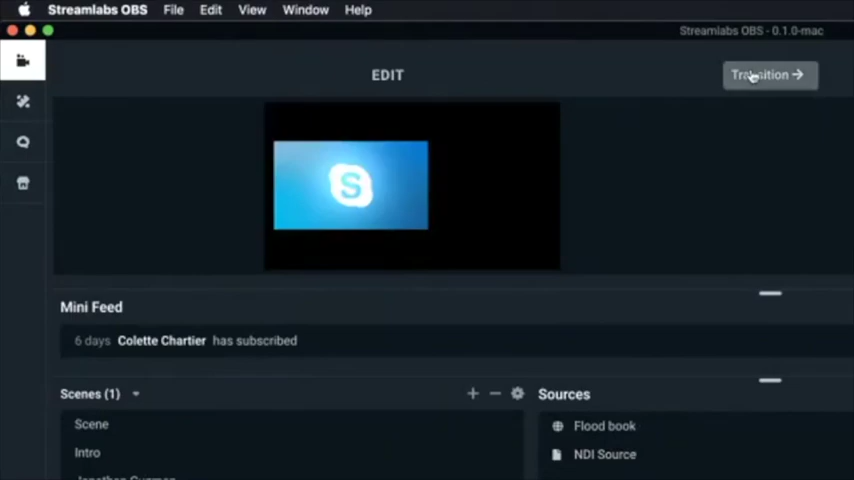 Streamlabs OBS File Edit View Window Help
Streamlabs OBS - 0.1.0-mac
EDIT
S
Mini Feed
6 days Colette Chartier has subscribed
Scenes (1)
Sources
Scene
Flood book
Intro
NDI Source